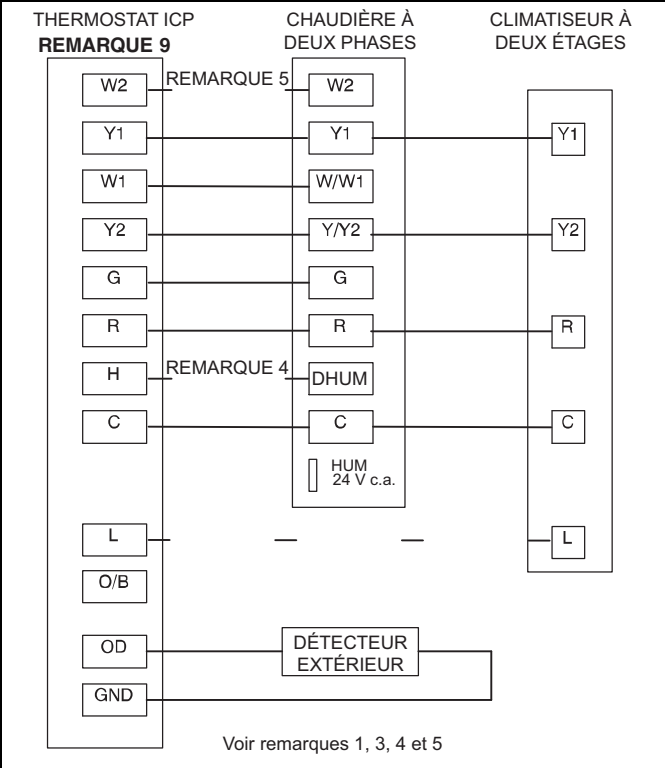 THERMOSTAT ICP
REMARQUE 9
CHAUDIÈRE À
DEUX PHASES
CLIMATISEUR À
DEUX ÉTAGES
W2 REMARQUE 5 W2
Y1 Y1 Y1
W1 W/W1
Y2 Y/Y2 Y2
G G
R R R
H REMARQUE 4 DHUM
C C C
HUM
24 V c.a.
L L
O/B
OD DÉTECTEUR
EXTÉRIEUR
GND
Voir remarques 1, 3, 4 et 5